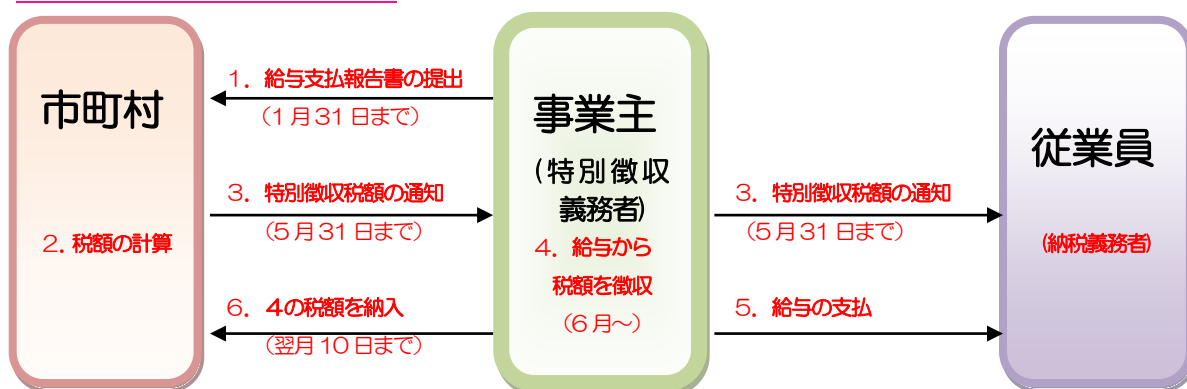 市町村
2．税額の計算
1．給与支払報告書の提出
（1月31日まで）
3．特別徴収税額の通知
（5月31日まで）
6．4の税額を納入
（翌月10日まで）
事業主
(特別徴収
義務者)
4．給与から
税額を徴収
（6月～）
3．特別徴収税額の通知
（5月31日まで）
5．給与の支払
従業員
(納税義務者)